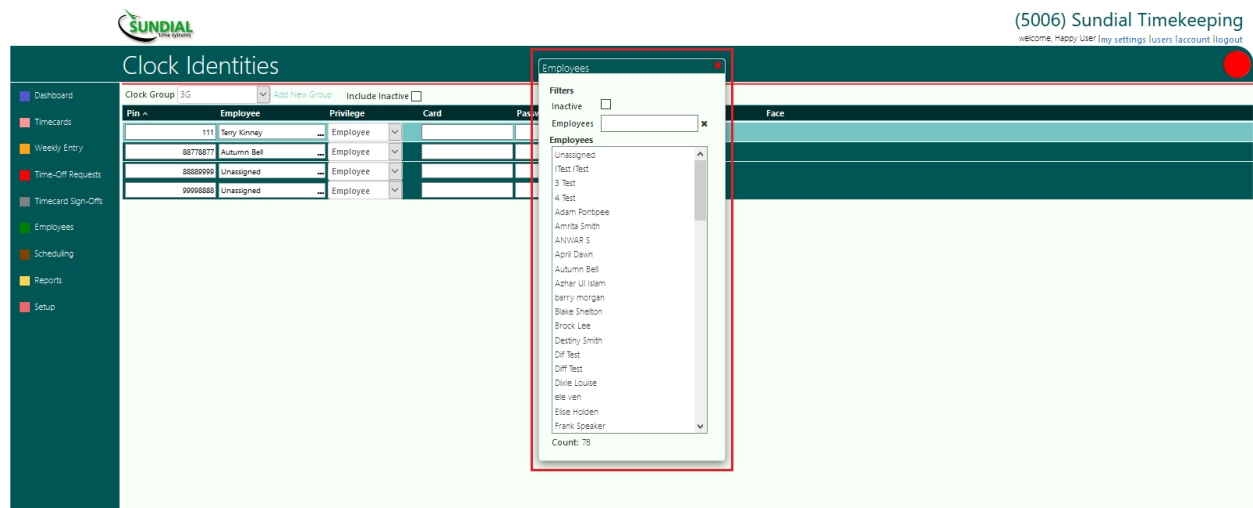 SUNDIAL
time systems
(5006) Sundial Timekeeping
welcome, Happy User my settings users account logout
Clock Identities
Dashboard
Timecards
Weekly Entry
Time-Off Requests
Timecard Sign-Offs
Employees
Scheduling
Reports
Setup
Clock Group 3G Add New Group Include Inactive
Pin Employee Privilege Card Passw Face
111 Terry Kinney ... Employee
88778877 Autumn Bell ... Employee
88889999 Unassigned ... Employee
99998888 Unassigned ... Employee
Employees
Filters
Inactive
Employees
Employees
Unassigned
!Test !Test
3 Test
4 Test
Adam Pontipee
Amrita Smith
ANWAR S
April Dawn
Autumn Bell
Azhar Ul Islam
barry morgan
Blake Shelton
Brock Lee
Destiny Smith
Dif Test
Diff Test
Dixie Louise
ele ven
Elise Holden
Frank Speaker
Count: 78